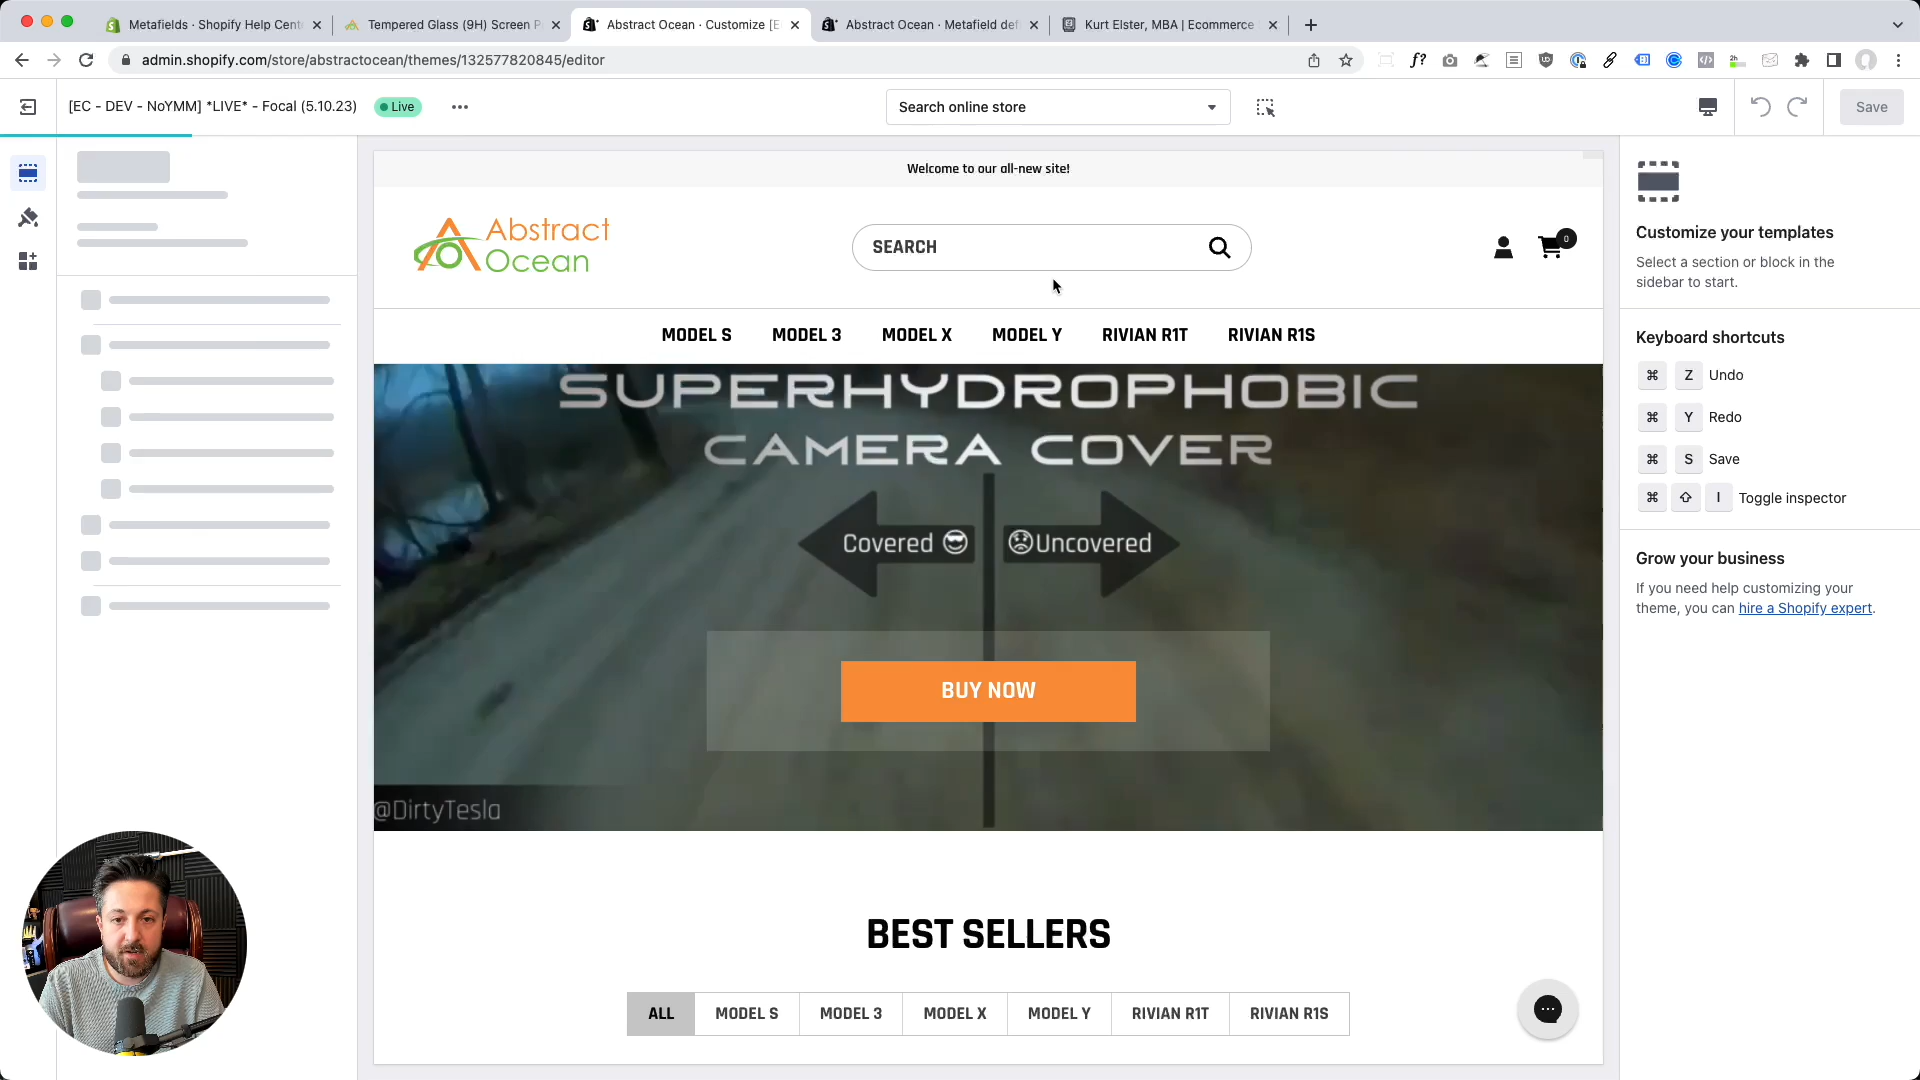 Metafields · Shopify Help Cent
Tempered Glass (9H) Screen P
Abstract Ocean · Customize [E
Abstract Ocean · Metafield def
Kurt Elster, MBA | Ecommerce
admin.shopify.com/store/abstractocean/themes/132577820845/editor
[EC - DEV - NoYMM] *LIVE* - Focal (5.10.23)
Live
Search online store
Save
Welcome to our all-new site!
Abstract
Ocean
SEARCH
0
MODEL S
MODEL 3
MODEL X
MODEL Y
RIVIAN R1T
RIVIAN R1S
SUPERHYDROPHOBIC
CAMERA COVER
Covered 😎
☹Uncovered
BUY NOW
@DirtyTesla
BEST SELLERS
ALL
MODEL S
MODEL 3
MODEL X
MODEL Y
RIVIAN R1T
RIVIAN R1S
Customize your templates
Select a section or block in the
sidebar to start.
Keyboard shortcuts
⌘ Z Undo
⌘ Y Redo
⌘ S Save
⌘ ⇧ I Toggle inspector
Grow your business
If you need help customizing your
theme, you can hire a Shopify expert.